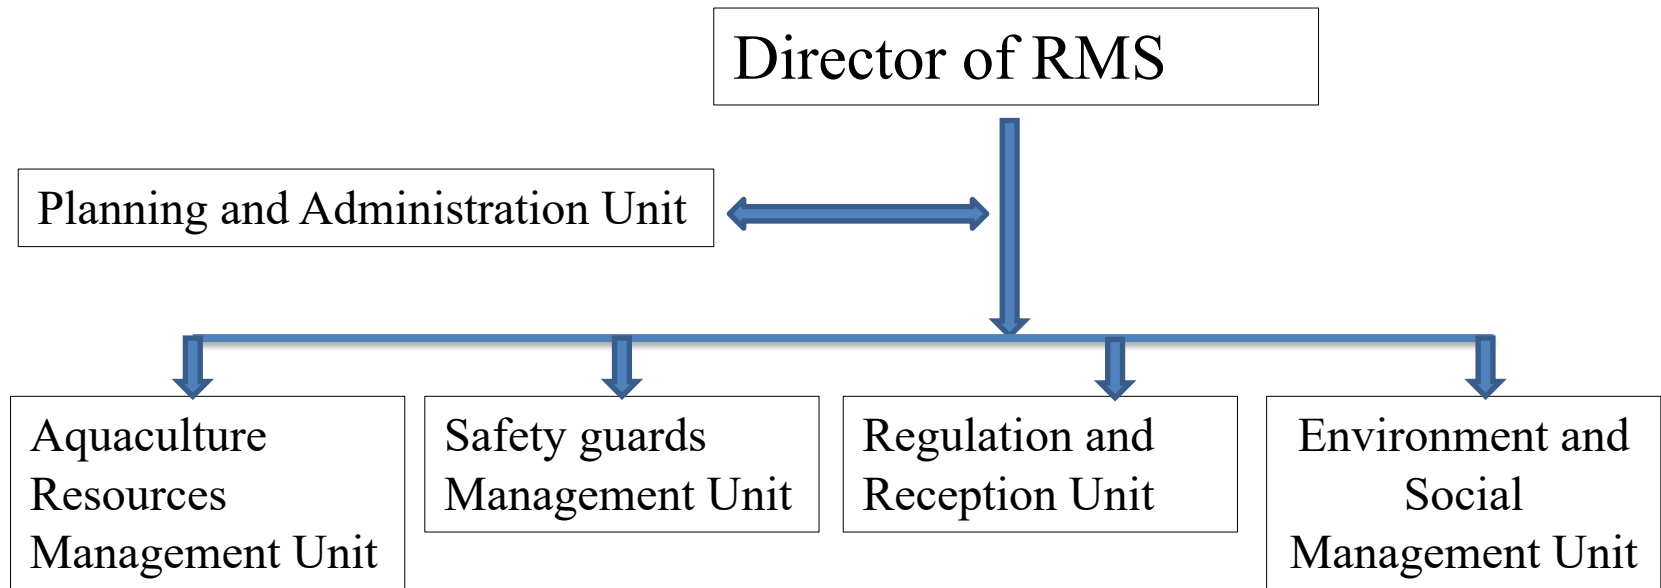 Director of RMS
Planning and Administration Unit
Aquaculture
Resources
Management Unit
Safety guards
Management Unit
Regulation and
Reception Unit
Environment and
Social
Management Unit